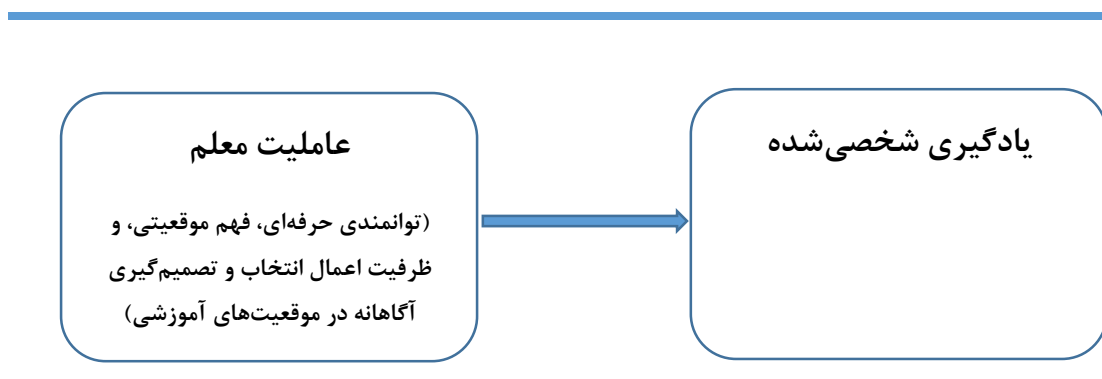 یادگیری شخصی‌شده
عاملیت معلم
(توانمندی حرفه‌ای، فهم موقعیتی، و
ظرفیت اعمال انتخاب و تصمیم‌گیری
آگاهانه در موقعیت‌های آموزشی)